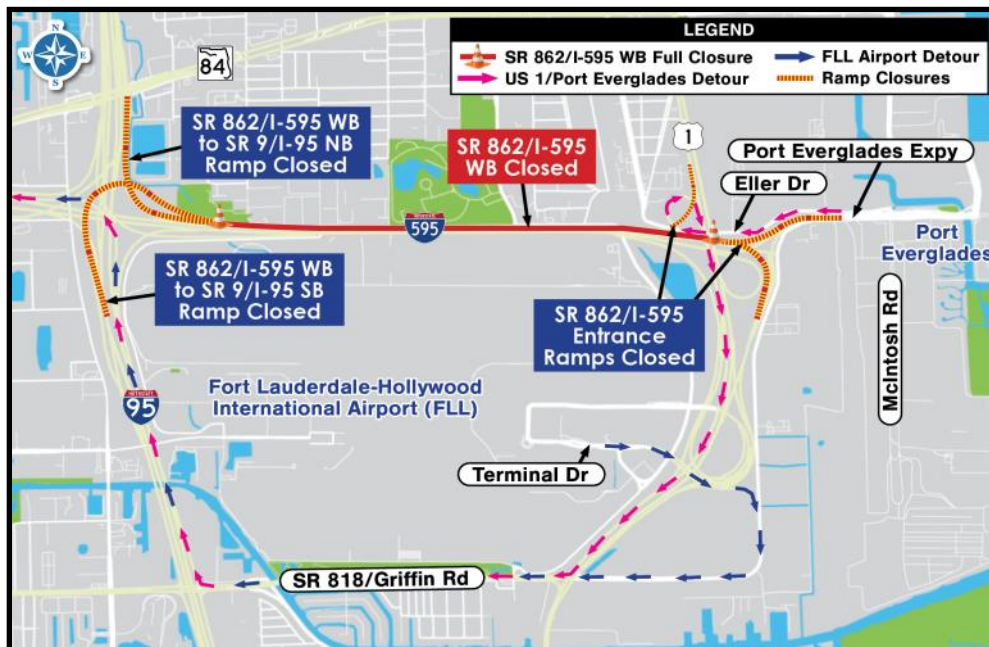 N
W E
S
84
LEGEND
SR 862/I-595 WB Full Closure
FLL Airport Detour
US 1/Port Everglades Detour
Ramp Closures
SR 862/I-595 WB
to SR 9/I-95 NB
Ramp Closed
SR 862/I-595
WB Closed
1
Port Everglades Expy
Eller Dr
595
Port
Everglades
SR 862/I-595 WB
to SR 9/I-95 SB
Ramp Closed
SR 862/I-595
Entrance
Ramps Closed
McIntosh Rd
95
Fort Lauderdale-Hollywood
International Airport (FLL)
Terminal Dr
SR 818/Griffin Rd